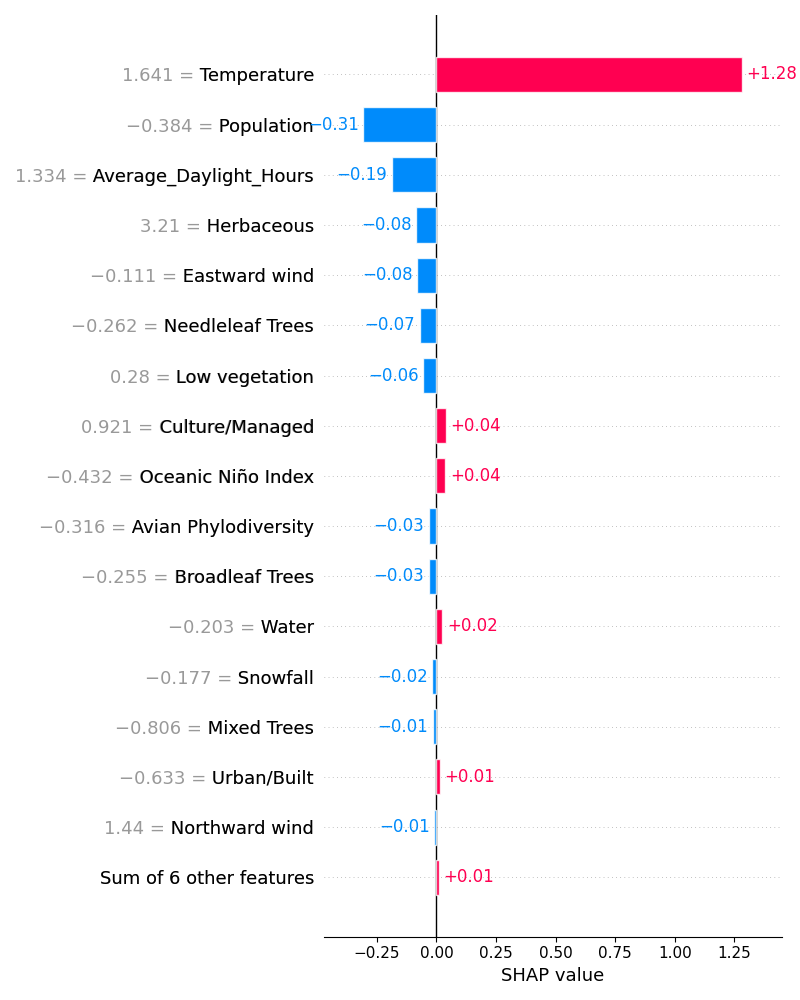 1.641 = Temperature +1.28
−0.384 = Population −0.31
1.334 = Average_Daylight_Hours −0.19
3.21 = Herbaceous −0.08
−0.111 = Eastward wind −0.08
−0.262 = Needleleaf Trees −0.07
0.28 = Low vegetation −0.06
0.921 = Culture/Managed +0.04
−0.432 = Oceanic Niño Index +0.04
−0.316 = Avian Phylodiversity −0.03
−0.255 = Broadleaf Trees −0.03
−0.203 = Water +0.02
−0.177 = Snowfall −0.02
−0.806 = Mixed Trees −0.01
−0.633 = Urban/Built +0.01
1.44 = Northward wind −0.01
Sum of 6 other features +0.01
−0.25 0.00 0.25 0.50 0.75 1.00 1.25
SHAP value